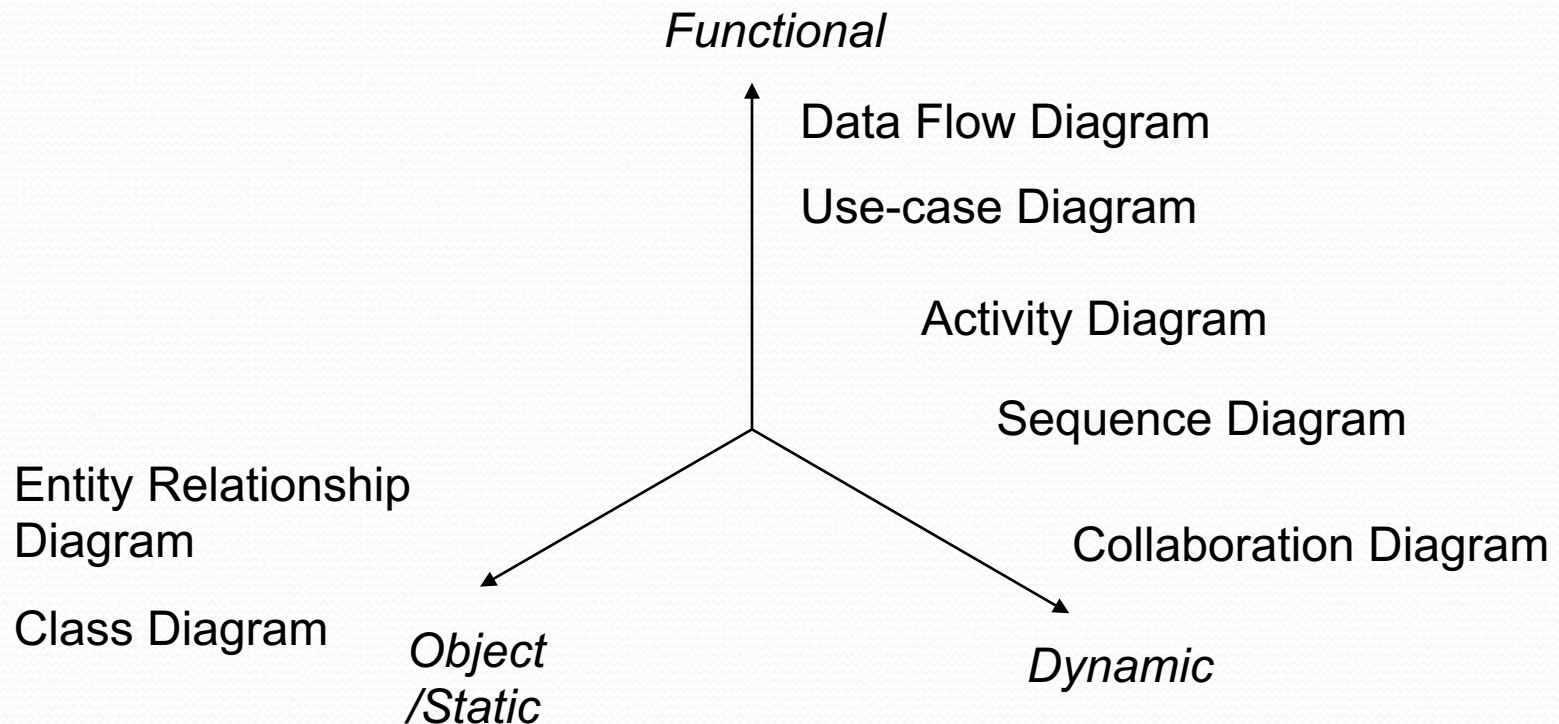 Functional
Data Flow Diagram
Use-case Diagram
Activity Diagram
Sequence Diagram
Entity Relationship
Diagram
Collaboration Diagram
Class Diagram
Object
/Static
Dynamic